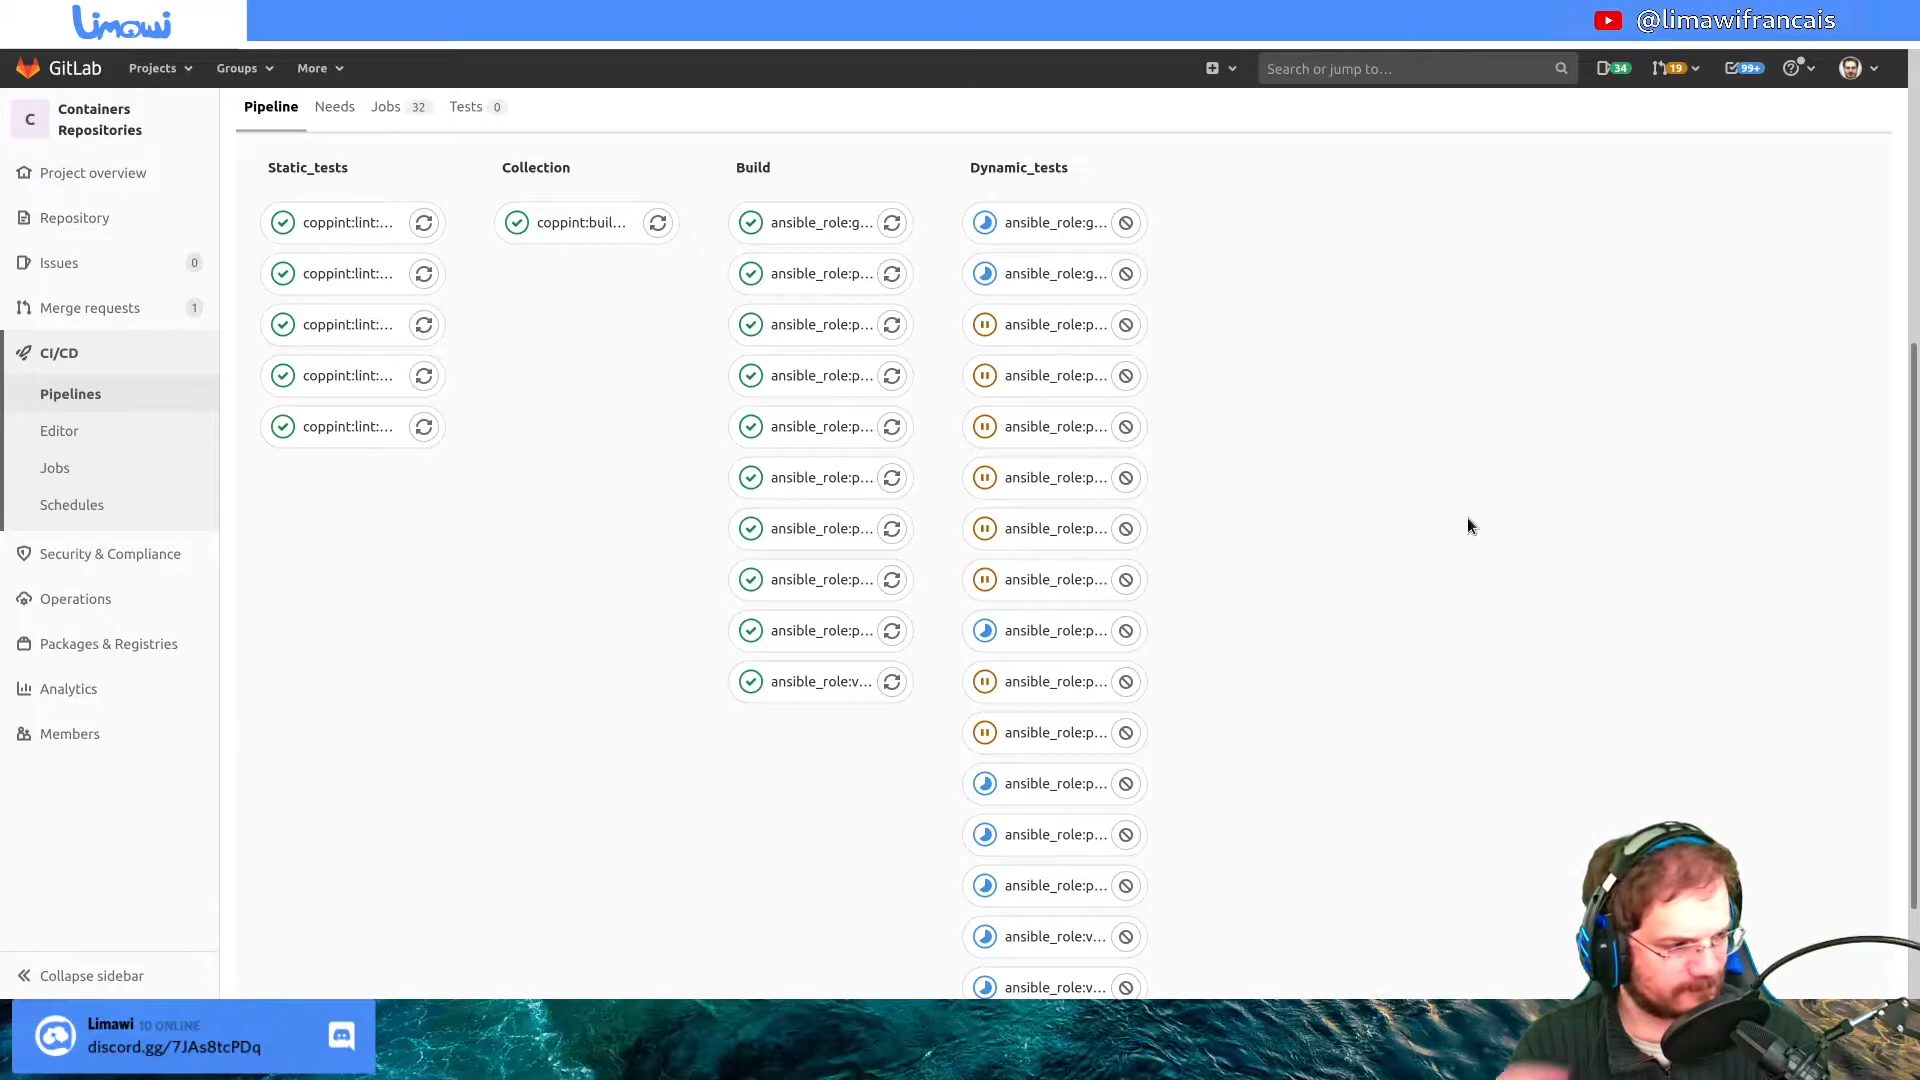 Limawi
@limawifrancais
GitLab
Projects
Groups
More
Search or jump to...
34
19
99+
C
Containers
Repositories
Project overview
Repository
Issues
0
Merge requests
1
CI/CD
Pipelines
Editor
Jobs
Schedules
Security & Compliance
Operations
Packages & Registries
Analytics
Members
Collapse sidebar
Pipeline
Needs
Jobs 32
Tests 0
Static_tests
coppint:lint:...
coppint:lint:...
coppint:lint:...
coppint:lint:...
coppint:lint:...
Collection
coppint:buil...
Build
ansible_role:g...
ansible_role:p...
ansible_role:p...
ansible_role:p...
ansible_role:p...
ansible_role:p...
ansible_role:p...
ansible_role:p...
ansible_role:p...
ansible_role:v...
Dynamic_tests
ansible_role:g...
ansible_role:g...
ansible_role:p...
ansible_role:p...
ansible_role:p...
ansible_role:p...
ansible_role:p...
ansible_role:p...
ansible_role:p...
ansible_role:p...
ansible_role:p...
ansible_role:p...
ansible_role:p...
ansible_role:p...
ansible_role:v...
ansible_role:v...
Limawi 10 ONLINE
discord.gg/7JAs8tcPDq